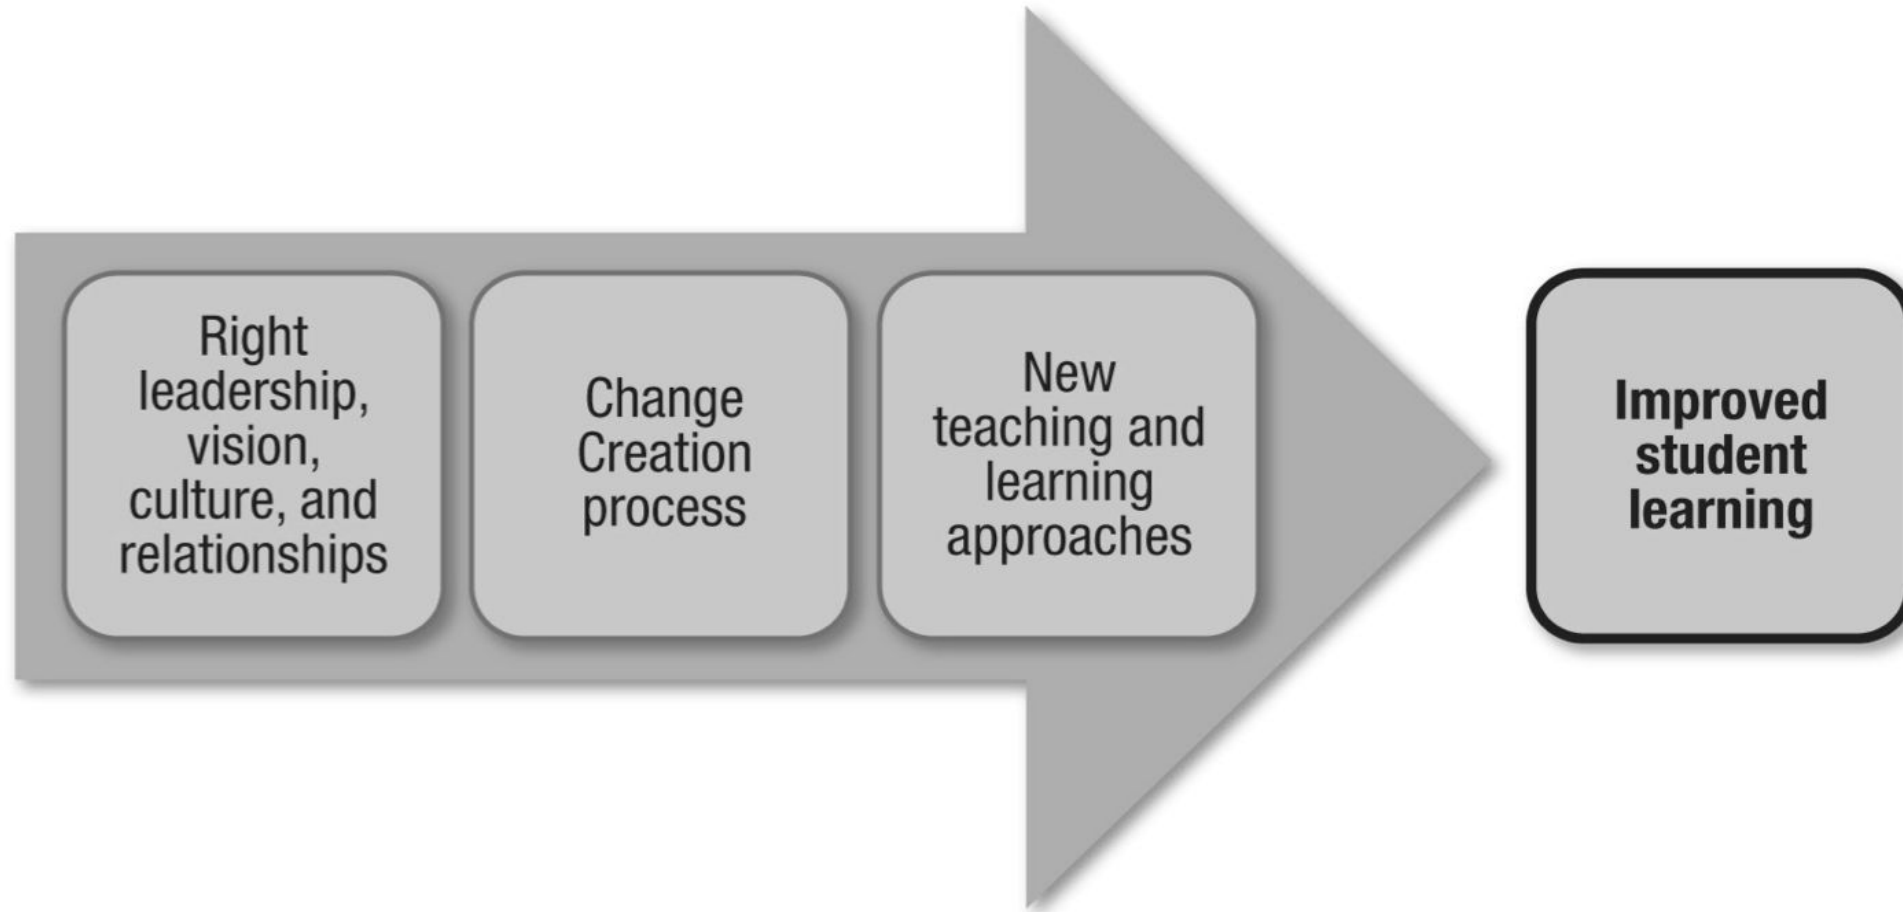 Right
leadership,
vision,
culture, and
relationships
Change
Creation
process
New
teaching and
learning
approaches
Improved
student
learning